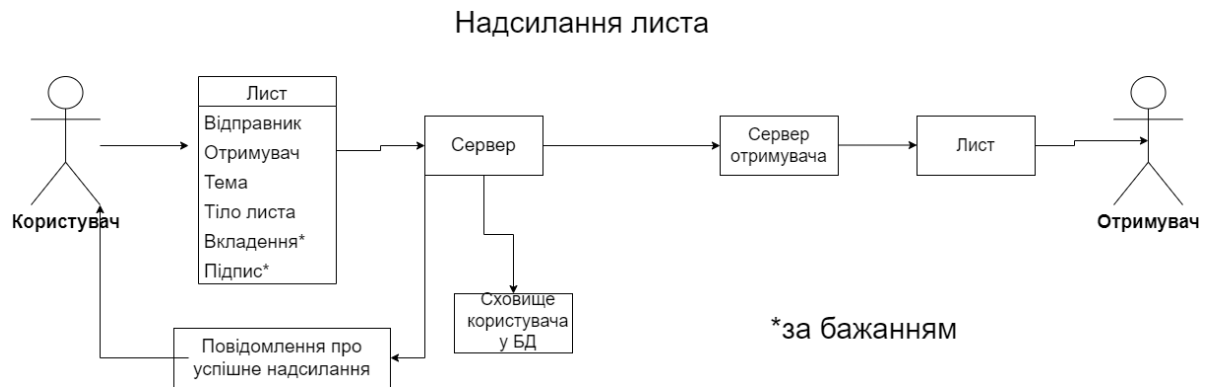 Надсилання листа
Лист
Відправник
Отримувач
Тема
Тіло листа
Вкладення*
Підпис*
Сервер
Сервер
отримувача
Лист
Користувач
Отримувач
Сховище
користувача
у БД
*за бажанням
Повідомлення про
успішне надсилання